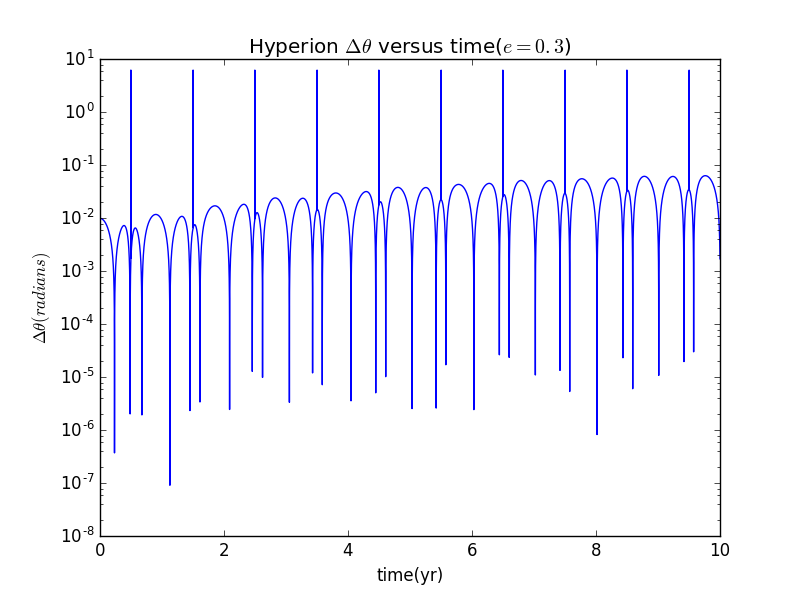 Hyperion Δθ versus time(e = 0.3)
10^1
10^0
10^-1
10^-2
10^-3
10^-4
10^-5
10^-6
10^-7
10^-8
Δθ(radians)
0 2 4 6 8 10
time(yr)